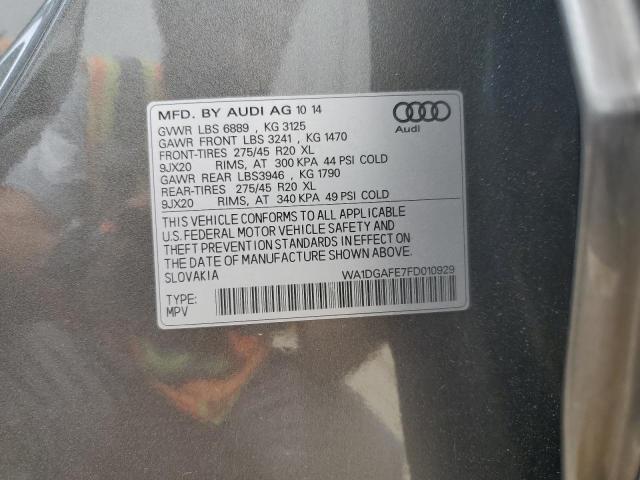 MFD. BY AUDI AG 10 14
GVWR LBS 6889 , KG 3125
GAWR FRONT LBS 3241 , KG 1470
FRONT-TIRES 275/45 R20 XL
9JX20 RIMS, AT 300 KPA 44 PSI COLD
GAWR REAR LBS3946 , KG 1790
REAR-TIRES 275/45 R20 XL
9JX20 RIMS, AT 340 KPA 49 PSI COLD
Audi
THIS VEHICLE CONFORMS TO ALL APPLICABLE
U.S. FEDERAL MOTOR VEHICLE SAFETY AND
THEFT PREVENTION STANDARDS IN EFFECT ON
THE DATE OF MANUFACTURE SHOWN ABOVE.
SLOVAKIA WA1DGAFE7FD010929
TYPE:
MPV